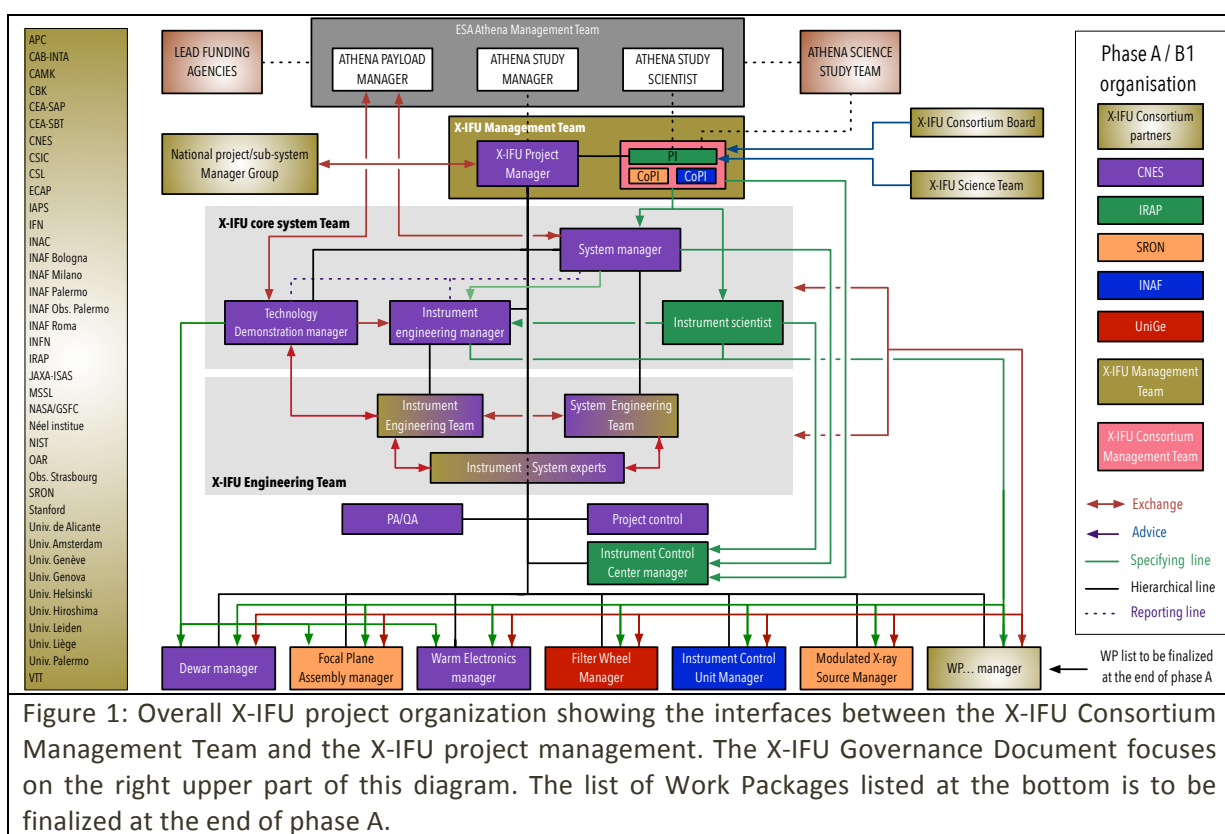 APC
CAB-INTA
CAMK
CBK
CEA-SAP
CEA-SBT
CNES
CSIC
CSL
ECAP
IAPS
IFN
INAC
INAF Bologna
INAF Milano
INAF Palermo
INAF Obs. Palermo
INAF Roma
INFN
IRAP
JAXA-ISAS
MSSL
NASA/GSFC
Néel institue
NIST
OAR
Obs. Strasbourg
SRON
Stanford
Univ. de Alicante
Univ. Amsterdam
Univ. Genève
Univ. Genova
Univ. Helsinki
Univ. Hiroshima
Univ. Leiden
Univ. Liège
Univ. Palermo
VTT
ESA Athena Management Team
LEAD FUNDING
AGENCIES
ATHENA PAYLOAD
MANAGER
ATHENA STUDY
MANAGER
ATHENA STUDY
SCIENTIST
ATHENA SCIENCE
STUDY TEAM
X-IFU Management Team
National project/sub-system
Manager Group
X-IFU Project
Manager
PI
CoPI
CoPI
X-IFU Consortium Board
X-IFU Science Team
X-IFU core system Team
System manager
Technology
Demonstration manager
Instrument
engineering manager
Instrument scientist
Instrument
Engineering Team
System Engineering
Team
Instrument System experts
X-IFU Engineering Team
PA/QA
Project control
Instrument Control
Center manager
Dewar manager
Focal Plane
Assembly manager
Warm Electronics
manager
Filter Wheel
Manager
Instrument Control
Unit Manager
Modulated X-ray
Source Manager
WP... manager
WP list to be finalized
at the end of phase A
Phase A / B1
organisation
X-IFU Consortium
partners
CNES
IRAP
SRON
INAF
UniGe
X-IFU Management
Team
X-IFU Consortium
Management Team
Exchange
Advice
Specifying line
Hierarchical line
Reporting line
Figure 1: Overall X-IFU project organization showing the interfaces between the X-IFU Consortium
Management Team and the X-IFU project management. The X-IFU Governance Document focuses
on the right upper part of this diagram. The list of Work Packages listed at the bottom is to be
finalized at the end of phase A.